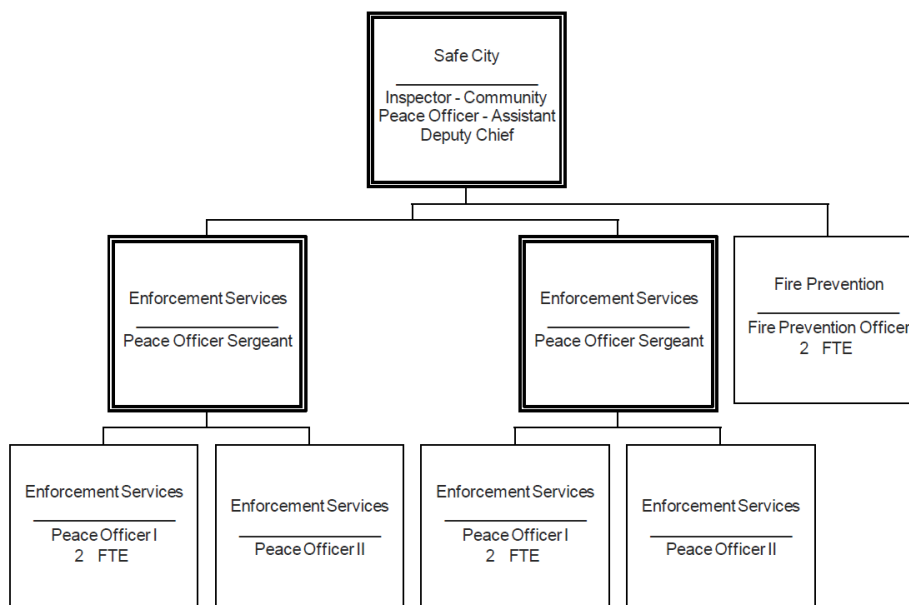 Safe City
Inspector - Community
Peace Officer - Assistant
Deputy Chief
Enforcement Services
Peace Officer Sergeant
Enforcement Services
Peace Officer Sergeant
Fire Prevention
Fire Prevention Officer
2 FTE
Enforcement Services
Peace Officer I
2 FTE
Enforcement Services
Peace Officer II
Enforcement Services
Peace Officer I
2 FTE
Enforcement Services
Peace Officer II